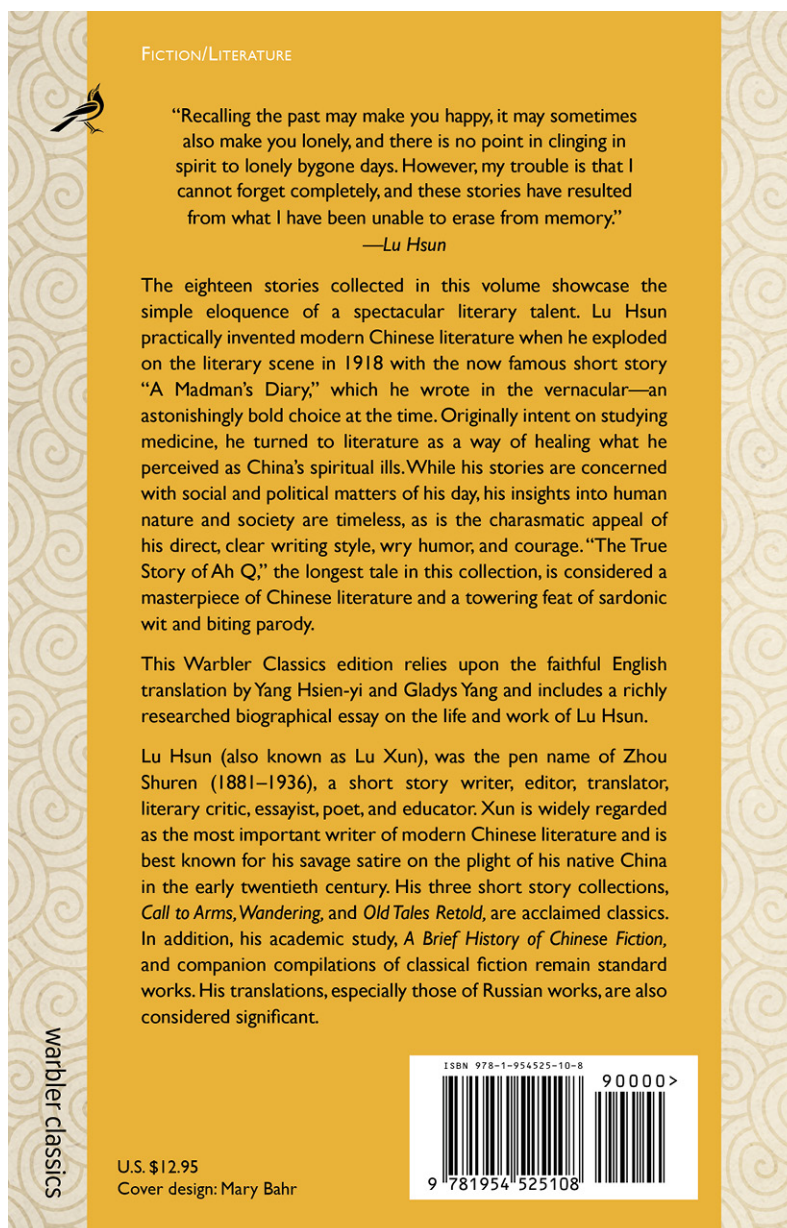 FICTION/LITERATURE
“Recalling the past may make you happy, it may sometimes
also make you lonely, and there is no point in clinging in
spirit to lonely bygone days. However, my trouble is that I
cannot forget completely, and these stories have resulted
from what I have been unable to erase from memory.”
—Lu Hsun
The eighteen stories collected in this volume showcase the
simple eloquence of a spectacular literary talent. Lu Hsun
practically invented modern Chinese literature when he exploded
on the literary scene in 1918 with the now famous short story
“A Madman’s Diary,” which he wrote in the vernacular—an
astonishingly bold choice at the time. Originally intent on studying
medicine, he turned to literature as a way of healing what he
perceived as China’s spiritual ills. While his stories are concerned
with social and political matters of his day, his insights into human
nature and society are timeless, as is the charasmatic appeal of
his direct, clear writing style, wry humor, and courage. “The True
Story of Ah Q,” the longest tale in this collection, is considered a
masterpiece of Chinese literature and a towering feat of sardonic
wit and biting parody.
This Warbler Classics edition relies upon the faithful English
translation by Yang Hsien-yi and Gladys Yang and includes a richly
researched biographical essay on the life and work of Lu Hsun.
Lu Hsun (also known as Lu Xun), was the pen name of Zhou
Shuren (1881–1936), a short story writer, editor, translator,
literary critic, essayist, poet, and educator. Xun is widely regarded
as the most important writer of modern Chinese literature and is
best known for his savage satire on the plight of his native China
in the early twentieth century. His three short story collections,
Call to Arms, Wandering, and Old Tales Retold, are acclaimed classics.
In addition, his academic study, A Brief History of Chinese Fiction,
and companion compilations of classical fiction remain standard
works. His translations, especially those of Russian works, are also
considered significant.
warbler classics
ISBN 978-1-954525-10-8
90000>
9 781954 525108
U.S. $12.95
Cover design: Mary Bahr